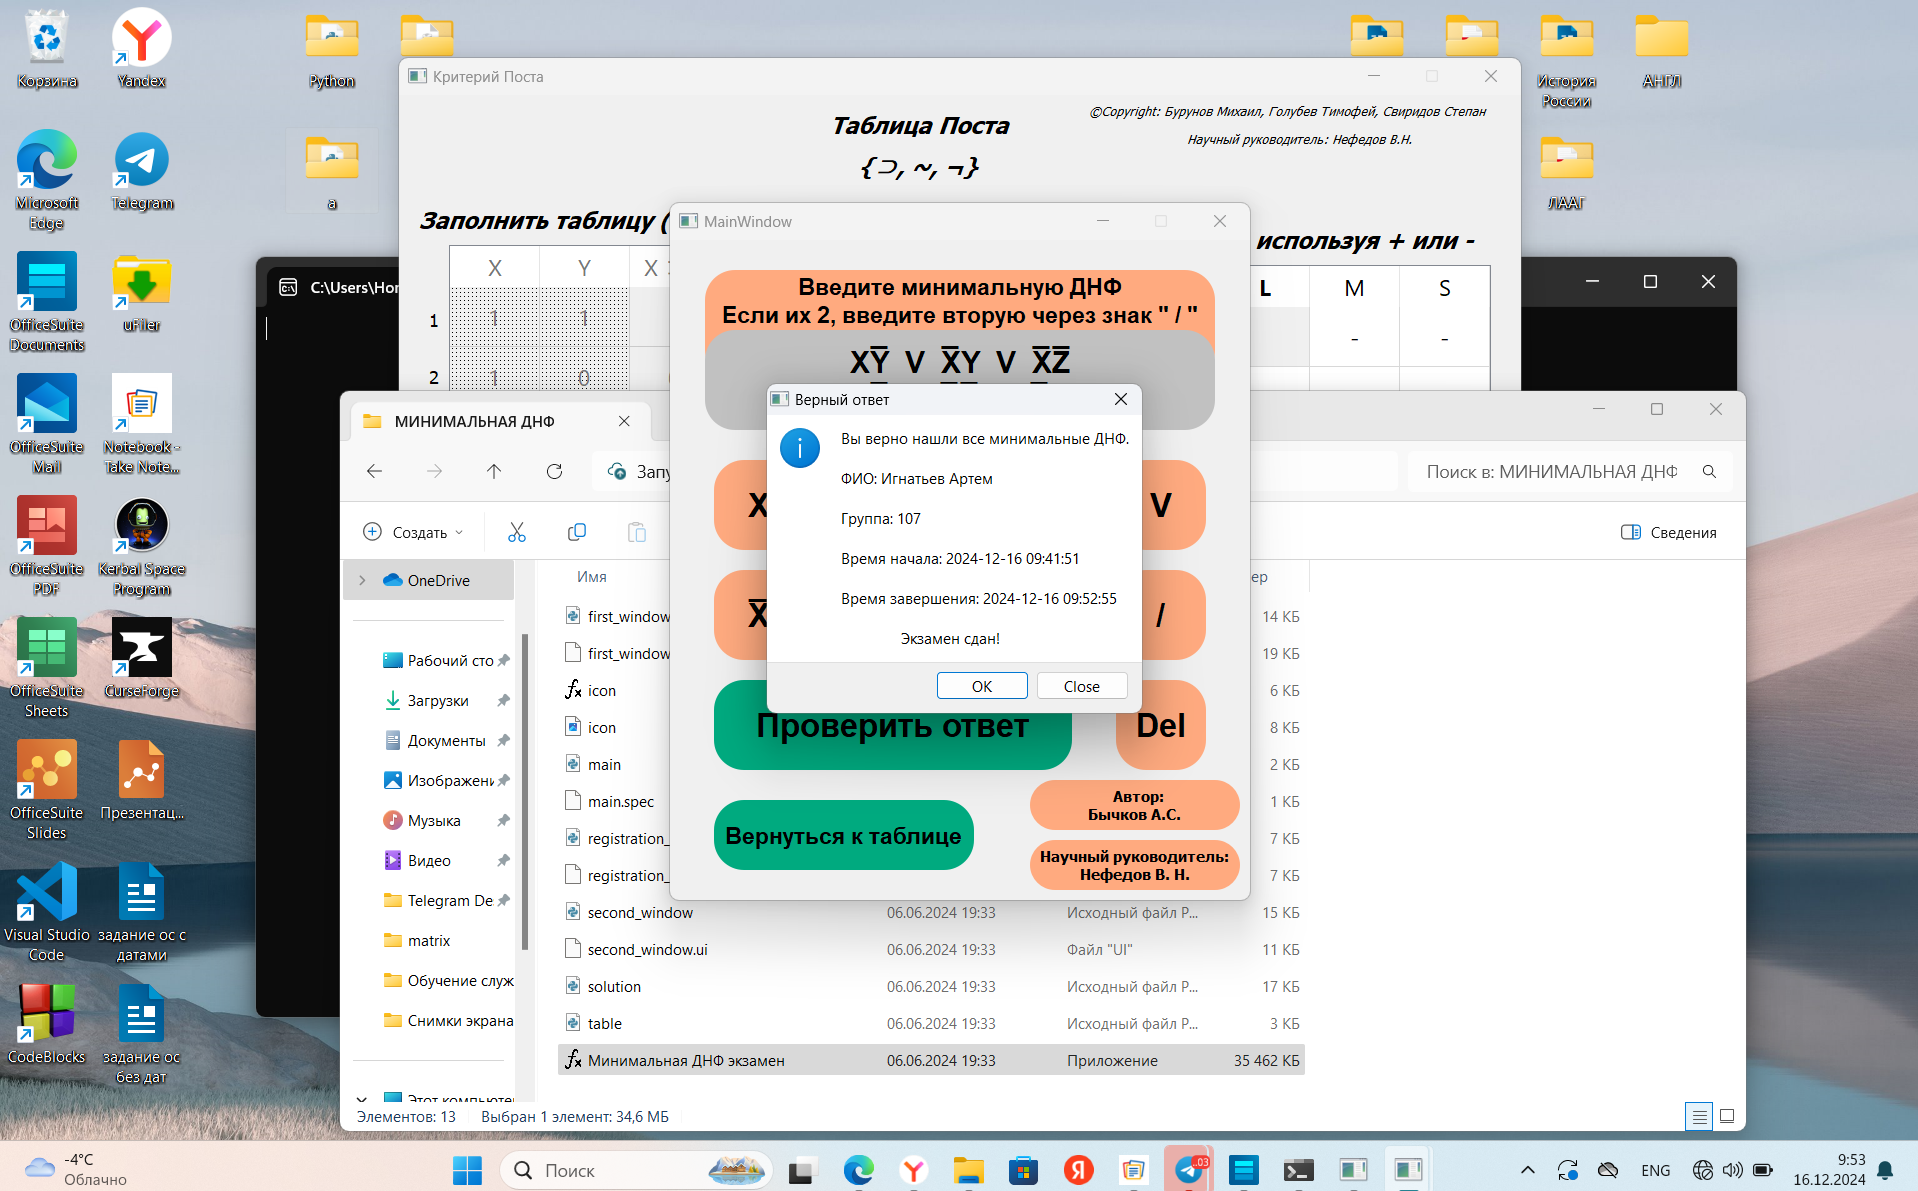 Корзина
Yandex
Python
История России
АНГЛ
Microsoft Edge
Telegram
а
ЛААГ
OfficeSuite Documents
uFiler
OfficeSuite Mail
Notebook - Take Note...
OfficeSuite PDF
Kerbal Space Program
OfficeSuite Sheets
CurseForge
OfficeSuite Slides
Презентац...
Visual Studio Code
задание ос с датами
CodeBlocks
задание ос без дат
Критерий Поста
©Copyright: Бурунов Михаил, Голубев Тимофей, Свиридов Степан
Научный руководитель: Нефедов В.Н.
Таблица Поста
{⊃, ~, ¬}
Заполнить таблицу (
используя + или -
X Y X
1 1 1
2 1 0
L M S
- -
C:\Users\Hor
MainWindow
Введите минимальную ДНФ
Если их 2, введите вторую через знак " / "
XY̅ V X̅Y V X̅Z̅
X
V
X̅
/
Проверить ответ
Del
Вернуться к таблице
Автор:
Бычков А.С.
Научный руководитель:
Нефедов В. Н.
Верный ответ
Вы верно нашли все минимальные ДНФ.
ФИО: Игнатьев Артем
Группа: 107
Время начала: 2024-12-16 09:41:51
Время завершения: 2024-12-16 09:52:55
Экзамен сдан!
OK
Close
МИНИМАЛЬНАЯ ДНФ
Запу
Поиск в: МИНИМАЛЬНАЯ ДНФ
Создать
Сведения
OneDrive
Рабочий сто
Загрузки
Документы
Изображени
Музыка
Видео
Telegram De
matrix
Обучение служ
Снимки экрана
Этот компьютер
Имя
ер
first_window 14 КБ
first_window 19 КБ
icon 6 КБ
icon 8 КБ
main 2 КБ
main.spec 1 КБ
registration_ 7 КБ
registration_ 7 КБ
second_window 06.06.2024 19:33 Исходный файл P... 15 КБ
second_window.ui 06.06.2024 19:33 Файл "UI" 11 КБ
solution 06.06.2024 19:33 Исходный файл P... 17 КБ
table 06.06.2024 19:33 Исходный файл P... 3 КБ
Минимальная ДНФ экзамен 06.06.2024 19:33 Приложение 35 462 КБ
Элементов: 13 Выбран 1 элемент: 34,6 МБ
-4°C
Облачно
Поиск
..03
ENG
9:53
16.12.2024